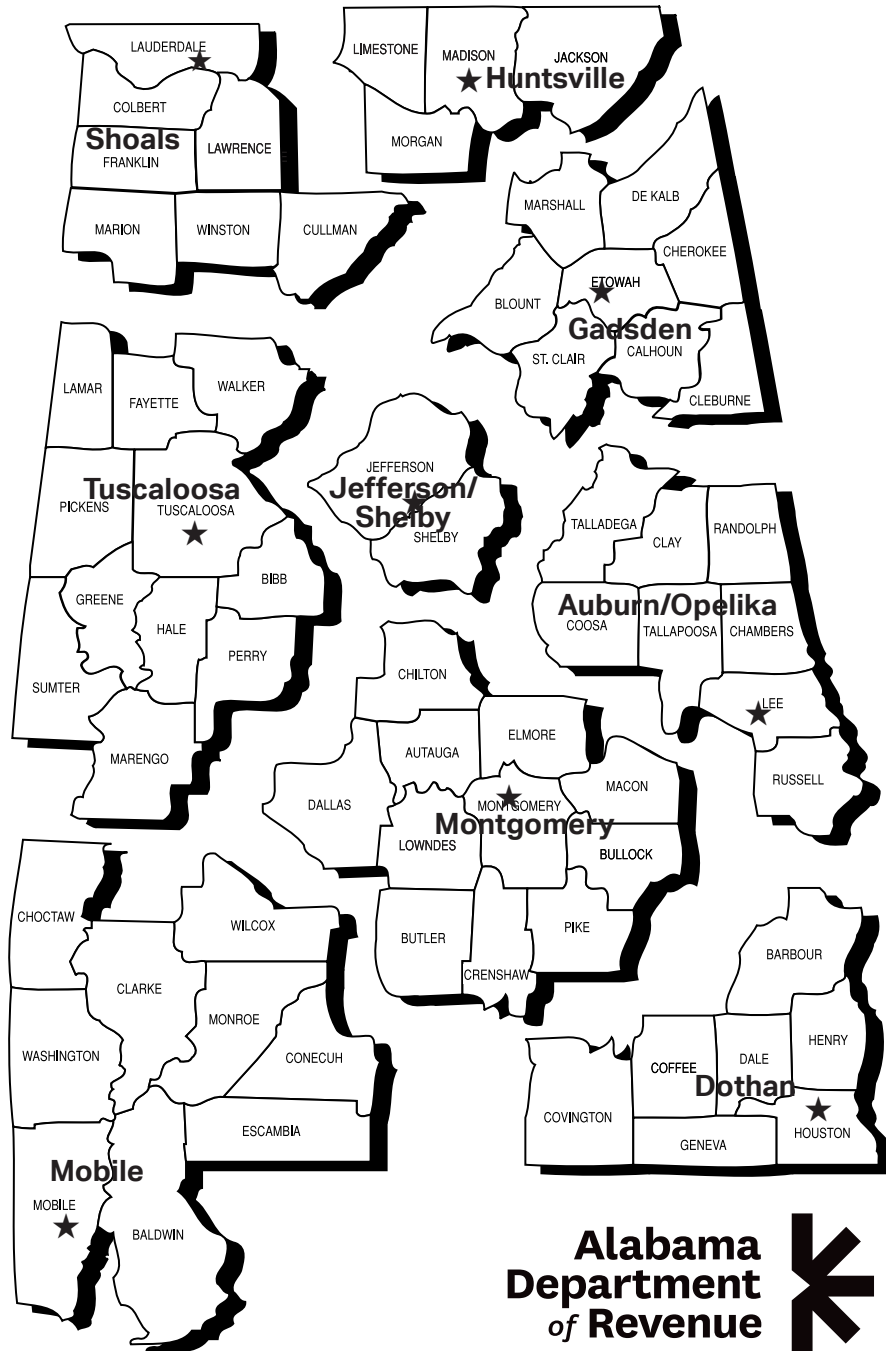 LAUDERDALE
COLBERT
Shoals
FRANKLIN
LAWRENCE
MARION
WINSTON
CULLMAN
LIMESTONE
MADISON
JACKSON
Huntsville
MORGAN
MARSHALL
DE KALB
CHEROKEE
ETOWAH
BLOUNT
Gadsden
ST. CLAIR
CALHOUN
CLEBURNE
LAMAR
FAYETTE
WALKER
Tuscaloosa
PICKENS
TUSCALOOSA
GREENE
HALE
BIBB
PERRY
SUMTER
MARENGO
JEFFERSON
Jefferson/
Shelby
SHELBY
TALLADEGA
CLAY
RANDOLPH
Auburn/Opelika
COOSA
TALLAPOOSA
CHAMBERS
LEE
RUSSELL
CHILTON
AUTAUGA
ELMORE
DALLAS
MONTGOMERY
MACON
Montgomery
LOWNDES
BULLOCK
BUTLER
CRENSHAW
PIKE
CHOCTAW
CLARKE
WILCOX
WASHINGTON
MONROE
CONECUH
ESCAMBIA
Mobile
MOBILE
BALDWIN
BARBOUR
COFFEE
DALE
HENRY
Dothan
COVINGTON
GENEVA
HOUSTON
Alabama
Department
of Revenue